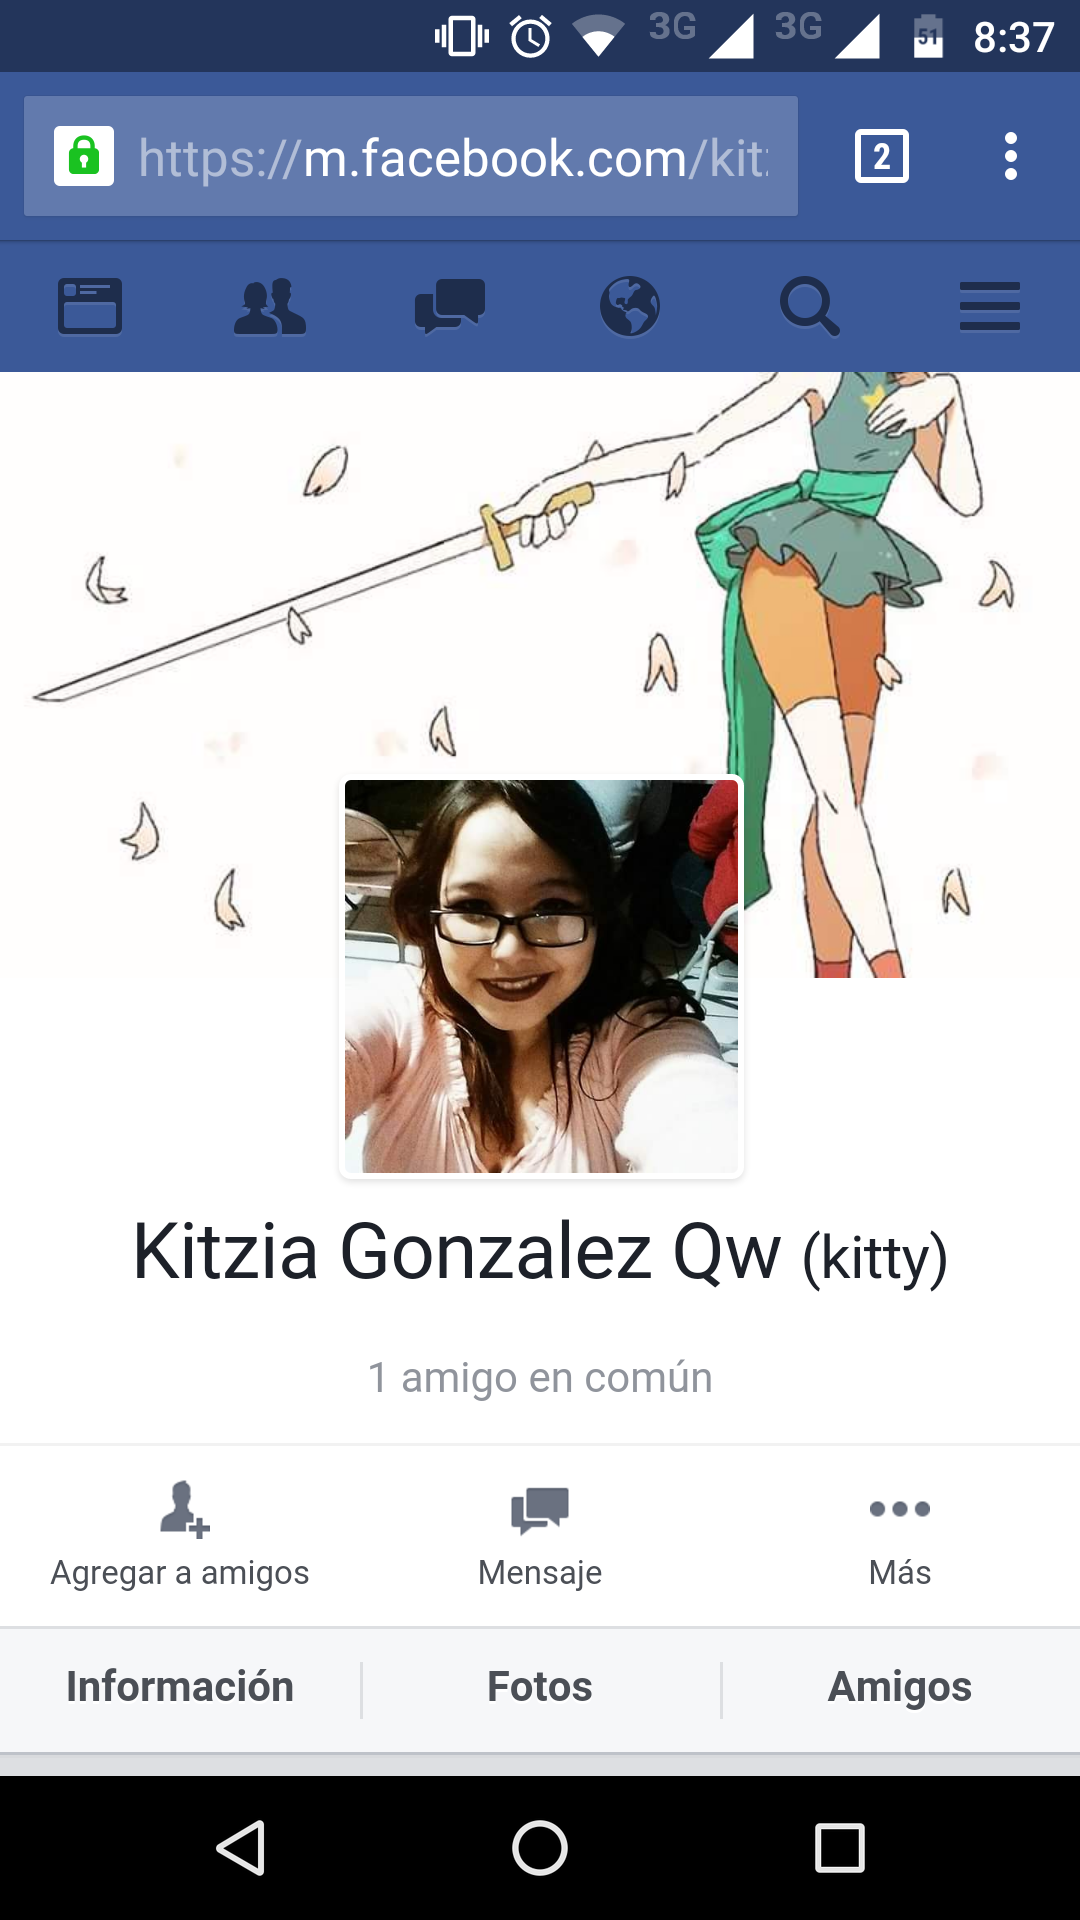 3G 3G 51 8:37
https://m.facebook.com/kit
2
Kitzia Gonzalez Qw (kitty)
1 amigo en común
Agregar a amigos Mensaje Más
Información Fotos Amigos